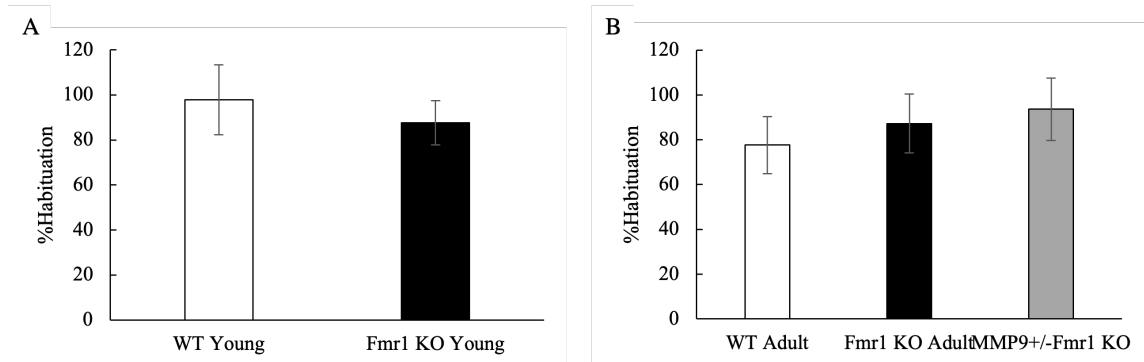 A
120
100
80
60
40
20
0
%Habituation
WT Young Fmr1 KO Young
B
120
100
80
60
40
20
0
%Habituation
WT Adult Fmr1 KO Adult MMP9+/-Fmr1 KO